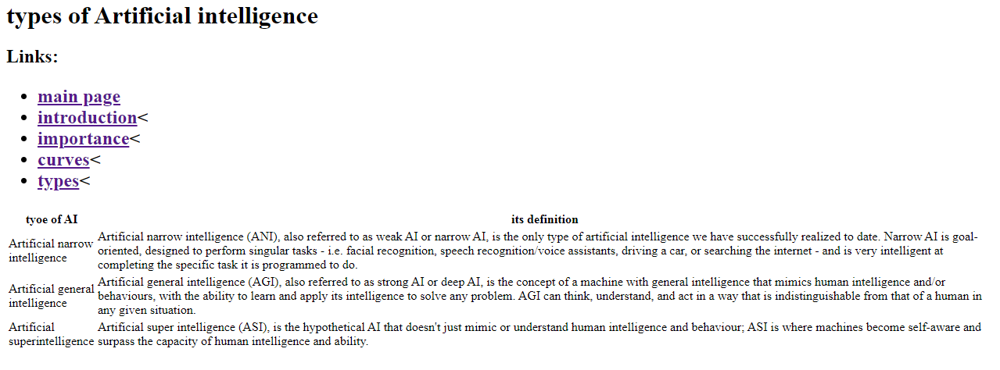 types of Artificial intelligence
Links:
main page
introduction<
importance<
curves<
types<
tyoe of AI its definition
Artificial narrow
intelligence
Artificial narrow intelligence (ANI), also referred to as weak AI or narrow AI, is the only type of artificial intelligence we have successfully realized to date. Narrow AI is goal-
oriented, designed to perform singular tasks - i.e. facial recognition, speech recognition/voice assistants, driving a car, or searching the internet - and is very intelligent at
completing the specific task it is programmed to do.
Artificial general
intelligence
Artificial general intelligence (AGI), also referred to as strong AI or deep AI, is the concept of a machine with general intelligence that mimics human intelligence and/or
behaviours, with the ability to learn and apply its intelligence to solve any problem. AGI can think, understand, and act in a way that is indistinguishable from that of a human in
any given situation.
Artificial
superintelligence
Artificial super intelligence (ASI), is the hypothetical AI that doesn't just mimic or understand human intelligence and behaviour; ASI is where machines become self-aware and
surpass the capacity of human intelligence and ability.